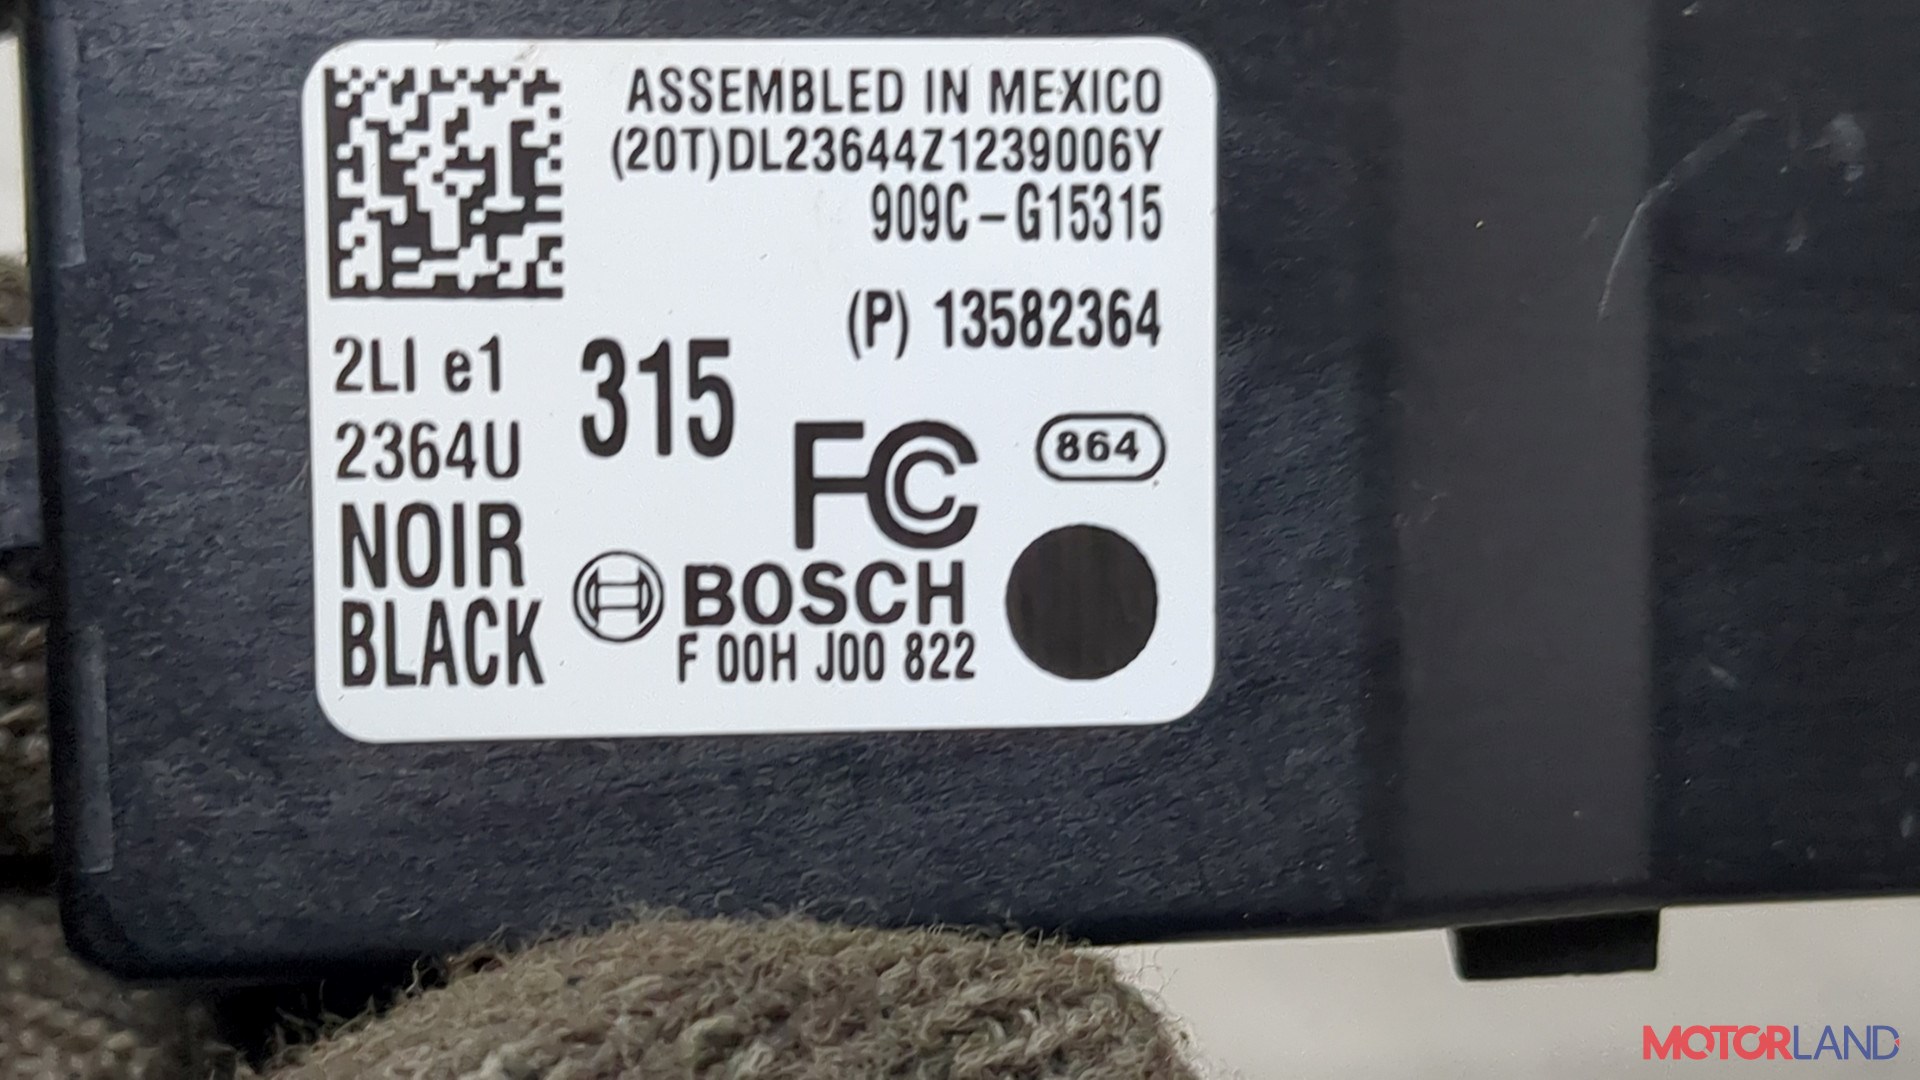 ASSEMBLED IN MEXICO
(20T)DL23644Z1239006Y
909C-G15315
(P) 13582364
2LI e1
2364U
NOIR
BLACK
315
FC
864
BOSCH
F 00H J00 822
MOTORLAND